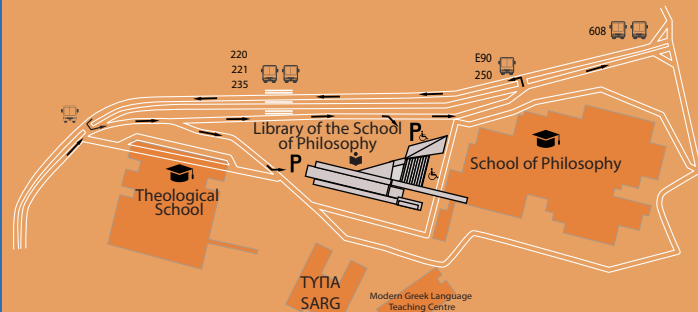 608
E90
250
220
221
235
Library of the School
of Philosophy
P
P
School of Philosophy
Theological
School
ΤΥΠΑ
SARG
Modern Greek Language
Teaching Centre